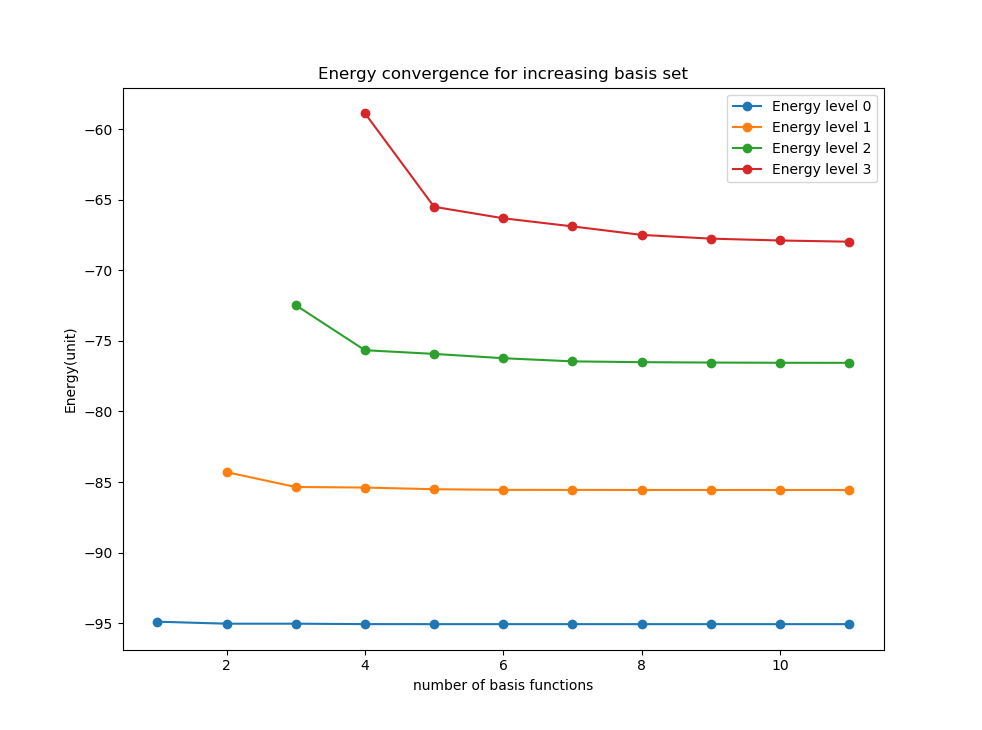 Energy convergence for increasing basis set
Energy level 0
Energy level 1
Energy level 2
Energy level 3
−60
−65
−70
−75
−80
−85
−90
−95
Energy(unit)
2 4 6 8 10
number of basis functions